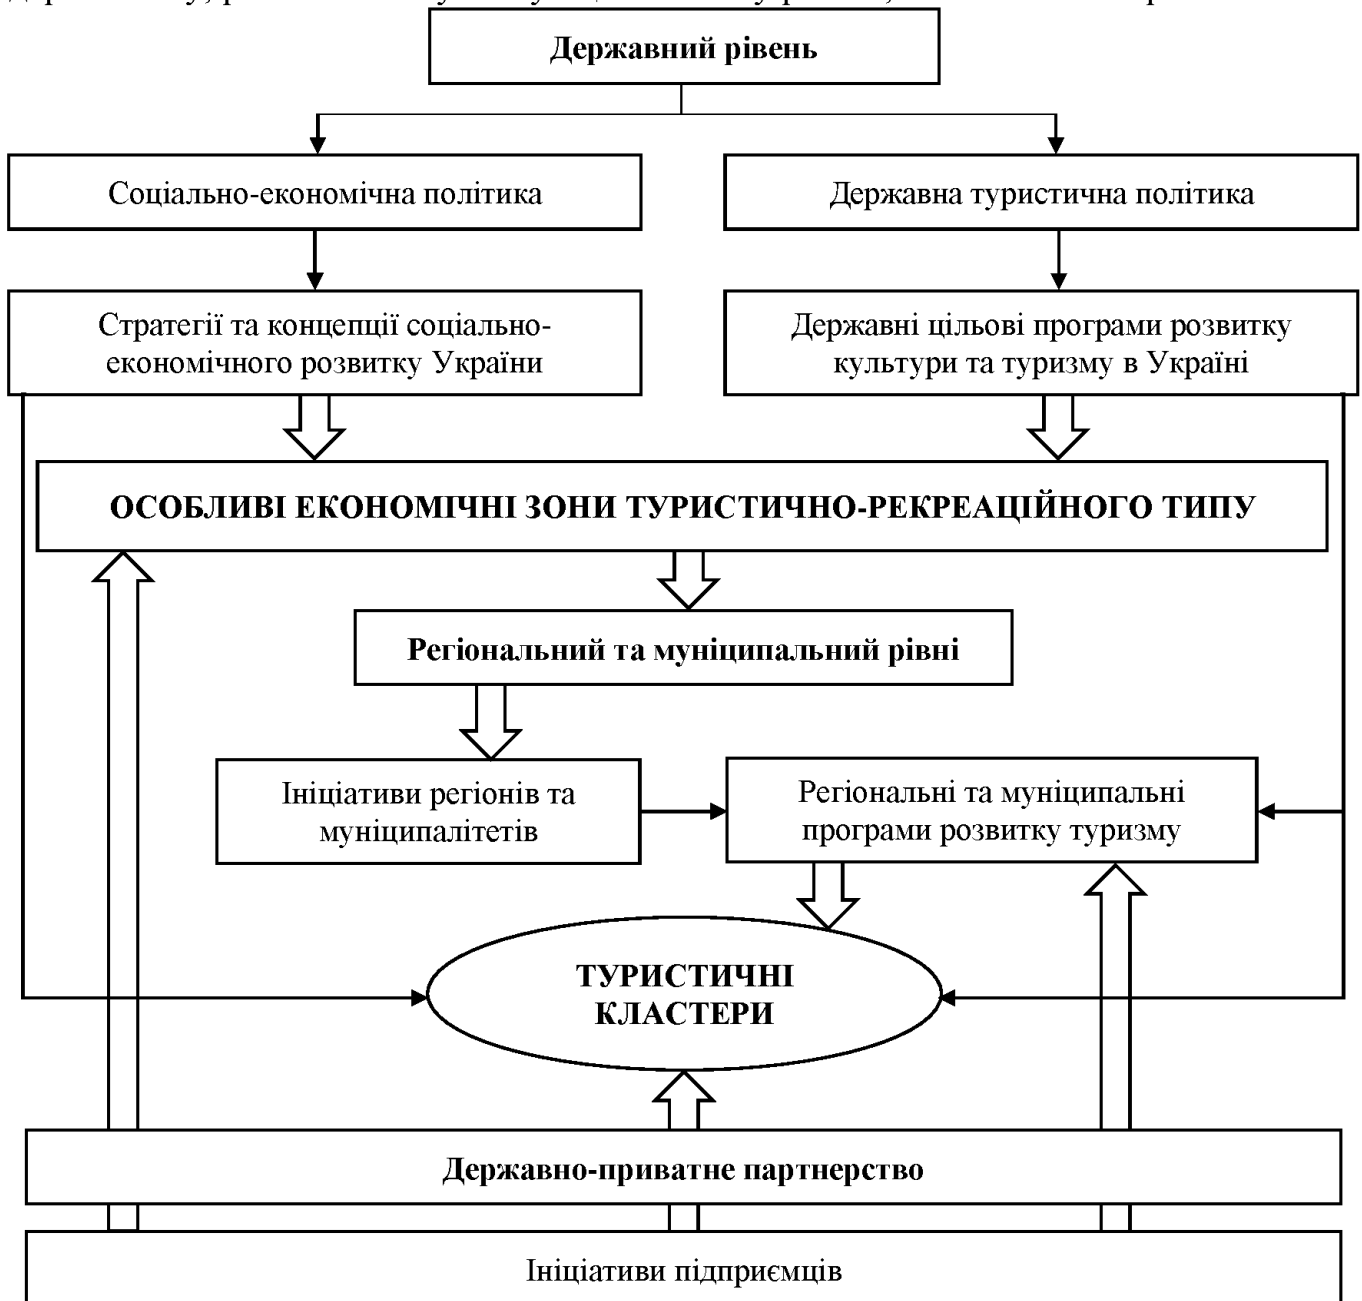 Державний рівень
Соціально-економічна політика
Державна туристична політика
Стратегії та концепції соціально-
економічного розвитку України
Державні цільові програми розвитку
культури та туризму в Україні
ОСОБЛИВІ ЕКОНОМІЧНІ ЗОНИ ТУРИСТИЧНО-РЕКРЕАЦІЙНОГО ТИПУ
Регіональний та муніципальний рівні
Ініціативи регіонів та
муніципалітетів
Регіональні та муніципальні
програми розвитку туризму
ТУРИСТИЧНІ
КЛАСТЕРИ
Державно-приватне партнерство
Ініціативи підприємців